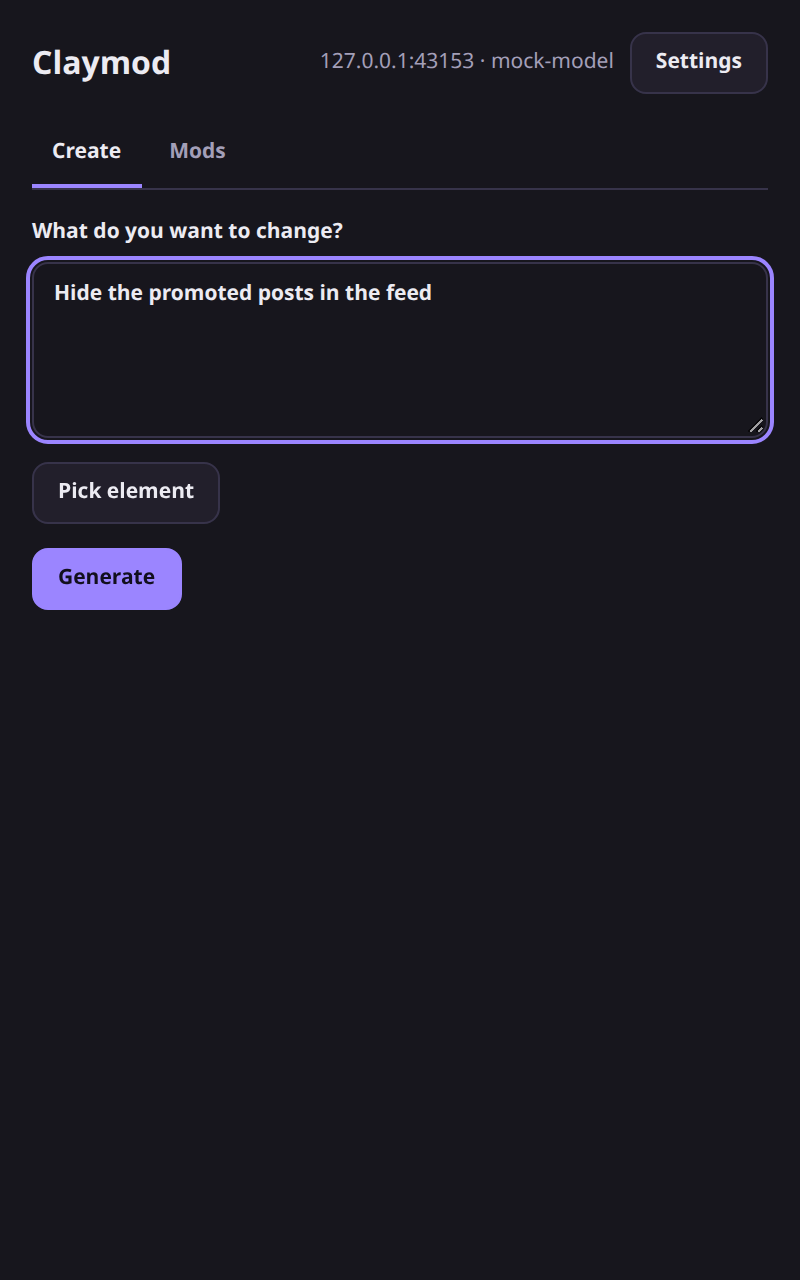 Claymod
127.0.0.1:43153 · mock-model
Settings
Create
Mods
What do you want to change?
Hide the promoted posts in the feed
Pick element
Generate